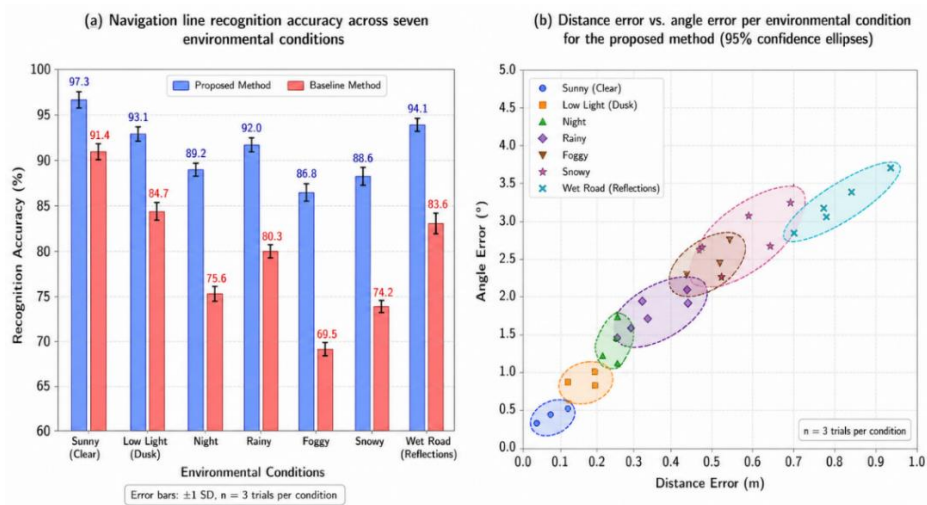 (a) Navigation line recognition accuracy across seven
environmental conditions
Proposed Method
Baseline Method
Recognition Accuracy (%)
100
95
90
85
80
75
70
65
60
97.3
91.4
93.1
84.7
89.2
75.6
92.0
80.3
86.8
69.5
88.6
74.2
94.1
83.6
Sunny
(Clear)
Low Light
(Dusk)
Night
Rainy
Foggy
Snowy
Wet Road
(Reflections)
Environmental Conditions
Error bars: ±1 SD, n = 3 trials per condition
(b) Distance error vs. angle error per environmental condition
for the proposed method (95% confidence ellipses)
Angle Error (°)
5.0
4.5
4.0
3.5
3.0
2.5
2.0
1.5
1.0
0.5
0.0
Sunny (Clear)
Low Light (Dusk)
Night
Rainy
Foggy
Snowy
Wet Road (Reflections)
n = 3 trials per condition
0.0 0.1 0.2 0.3 0.4 0.5 0.6 0.7 0.8 0.9 1.0
Distance Error (m)